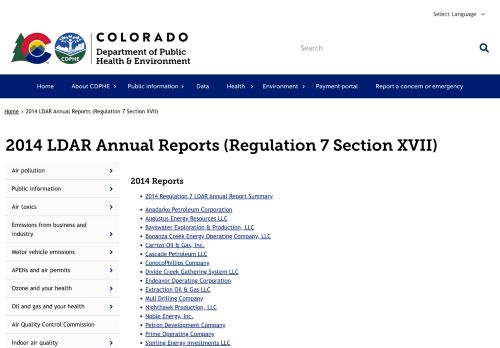 Select Language
COLORADO
Department of Public
Health & Environment
CDPHE
Search
Home
About CDPHE
Public information
Data
Health
Environment
Payment portal
Report a concern or emergency
Home › 2014 LDAR Annual Reports (Regulation 7 Section XVII)
2014 LDAR Annual Reports (Regulation 7 Section XVII)
Air pollution
Public information
Air toxics
Emissions from business and
industry
Motor vehicle emissions
APENs and air permits
Ozone and your health
Oil and gas and your health
Air Quality Control Commission
Indoor air quality
2014 Reports
2014 Regulation 7 LDAR Annual Report Summary
Anadarko Petroleum Corporation
Augustus Energy Resources LLC
Bayswater Exploration & Production, LLC
Bonanza Creek Energy Operating Company, LLC
Carrizo Oil & Gas, Inc.
Cascade Petroleum LLC
ConocoPhillips Company
Divide Creek Gathering System LLC
Endeavor Operating Corporation
Extraction Oil & Gas LLC
Mull Drilling Company
Nighthawk Production, LLC
Noble Energy, Inc.
Petron Development Company
Prime Operating Company
Sterling Energy Investments LLC